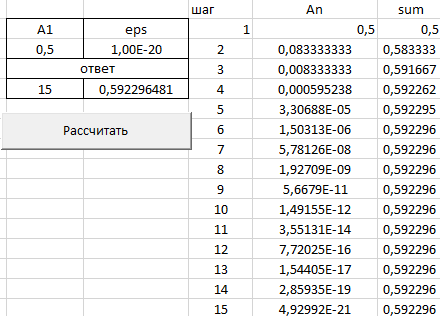 шаг An sum
A1 eps 1 0,5 0,5
0,5 1,00E-20 2 0,083333333 0,583333
ответ 3 0,008333333 0,591667
15 0,592296481 4 0,000595238 0,592262
5 3,30688E-05 0,592295
Рассчитать 6 1,50313E-06 0,592296
7 5,78126E-08 0,592296
8 1,92709E-09 0,592296
9 5,6679E-11 0,592296
10 1,49155E-12 0,592296
11 3,55131E-14 0,592296
12 7,72025E-16 0,592296
13 1,54405E-17 0,592296
14 2,85935E-19 0,592296
15 4,92992E-21 0,592296